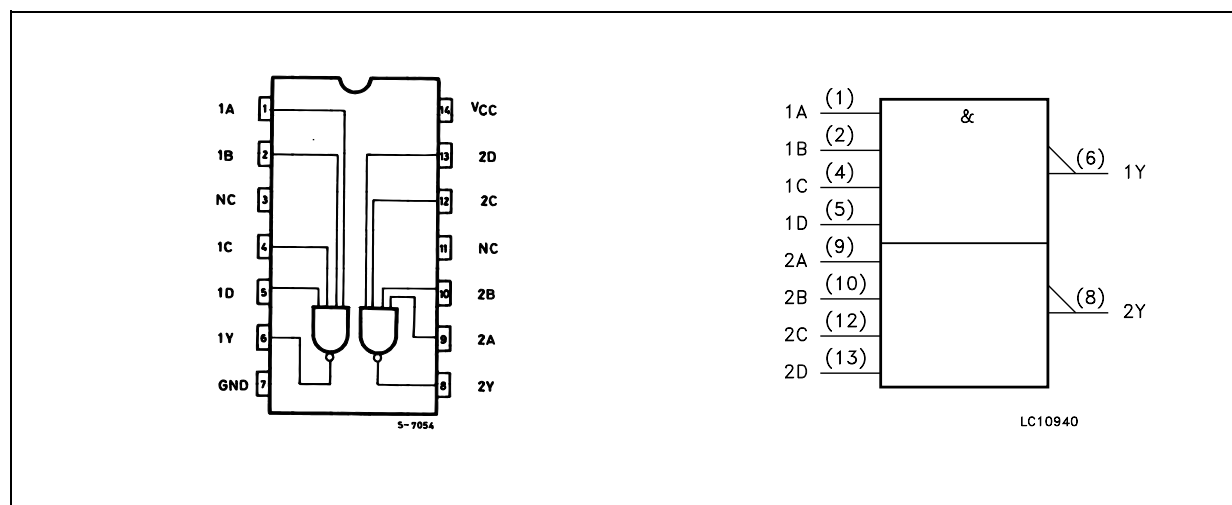 1A 1 14 VCC
1B 2 13 2D
NC 3 12 2C
1C 4 11 NC
1D 5 10 2B
1Y 6 9 2A
GND 7 8 2Y
S-7054
&
1A (1)
1B (2)
1C (4)
1D (5)
2A (9)
2B (10)
2C (12)
2D (13)
(6) 1Y
(8) 2Y
LC10940